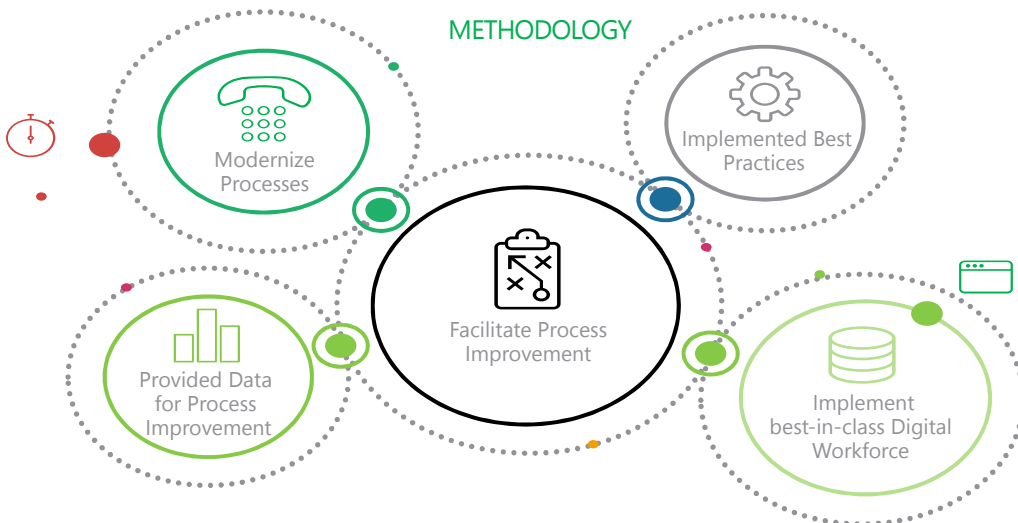 METHODOLOGY
Modernize
Processes
Implemented Best
Practices
Facilitate Process
Improvement
Provided Data
for Process
Improvement
Implement
best-in-class Digital
Workforce